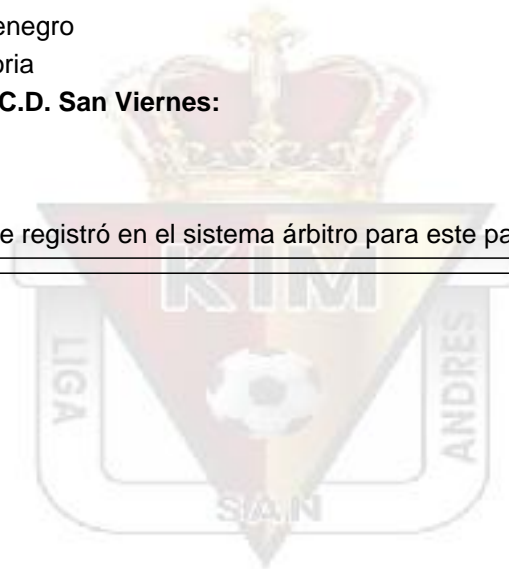 enegro
oria
C.D. San Viernes:
e registró en el sistema árbitro para este pa
KIM
LIGA
ANDRES
SAN